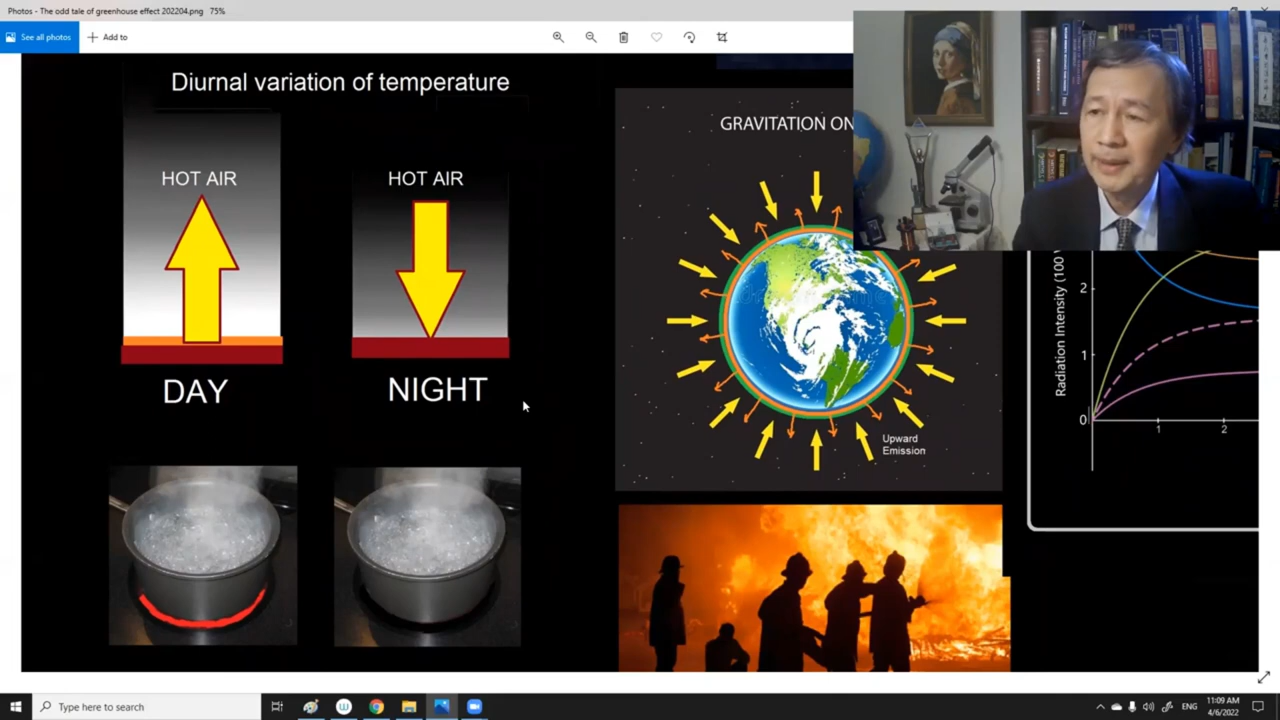 Photos - The odd tale of greenhouse effect 202204.png 75%
See all photos
Add to
Diurnal variation of temperature
HOT AIR
HOT AIR
DAY
NIGHT
GRAVITATION ON
Upward
Emission
Radiation Intensity (100
2
1
0
1
2
Type here to search
ENG
11:09 AM
4/6/2022